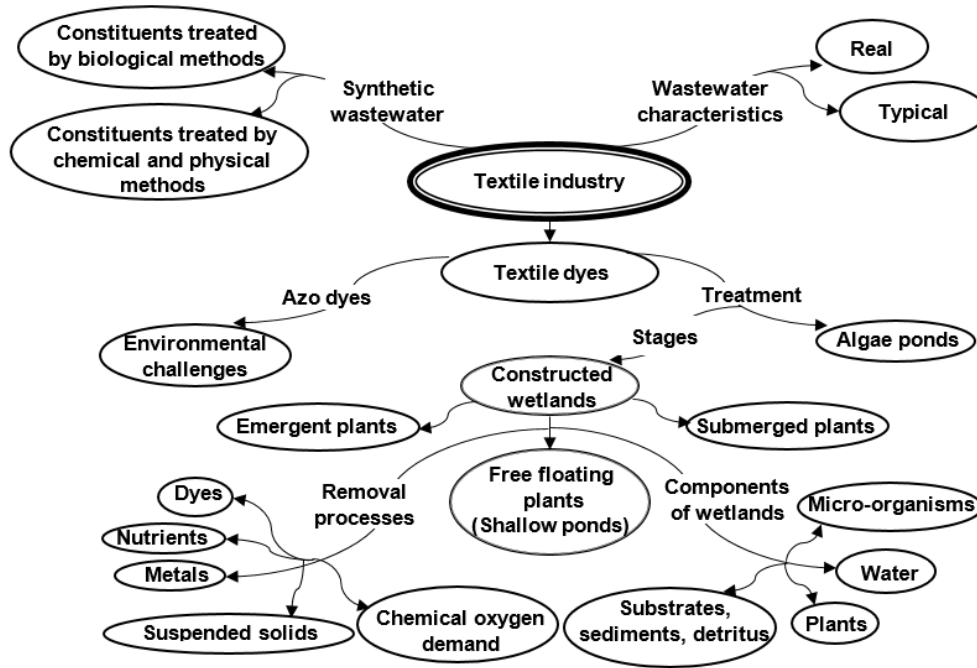 Constituents treated
by biological methods
Synthetic
wastewater
Constituents treated by
chemical and physical
methods
Wastewater
characteristics
Real
Typical
Textile industry
Textile dyes
Azo dyes
Environmental
challenges
Treatment
Stages
Algae ponds
Constructed
wetlands
Emergent plants
Submerged plants
Free floating
plants
(Shallow ponds)
Removal
processes
Components
of wetlands
Dyes
Nutrients
Metals
Suspended solids
Chemical oxygen
demand
Micro-organisms
Water
Plants
Substrates,
sediments, detritus